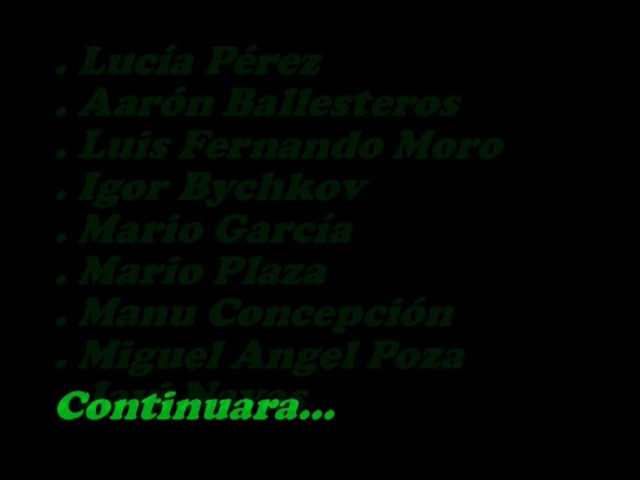 . Lucía Pérez
. Aarón Ballesteros
. Luis Fernando Moro
. Igor Bychkov
. Mario García
. Mario Plaza
. Manu Concepción
. Miguel Angel Poza
Continuara...